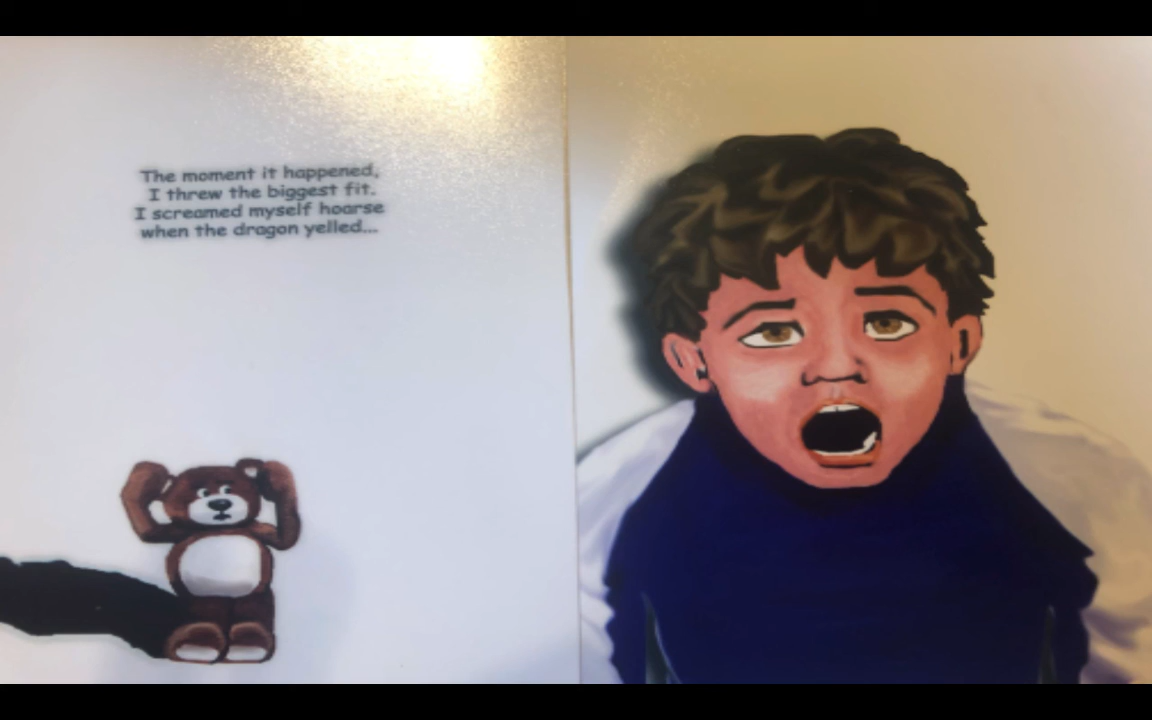 The moment it happened,
I threw the biggest fit.
I screamed myself hoarse
when the dragon yelled...